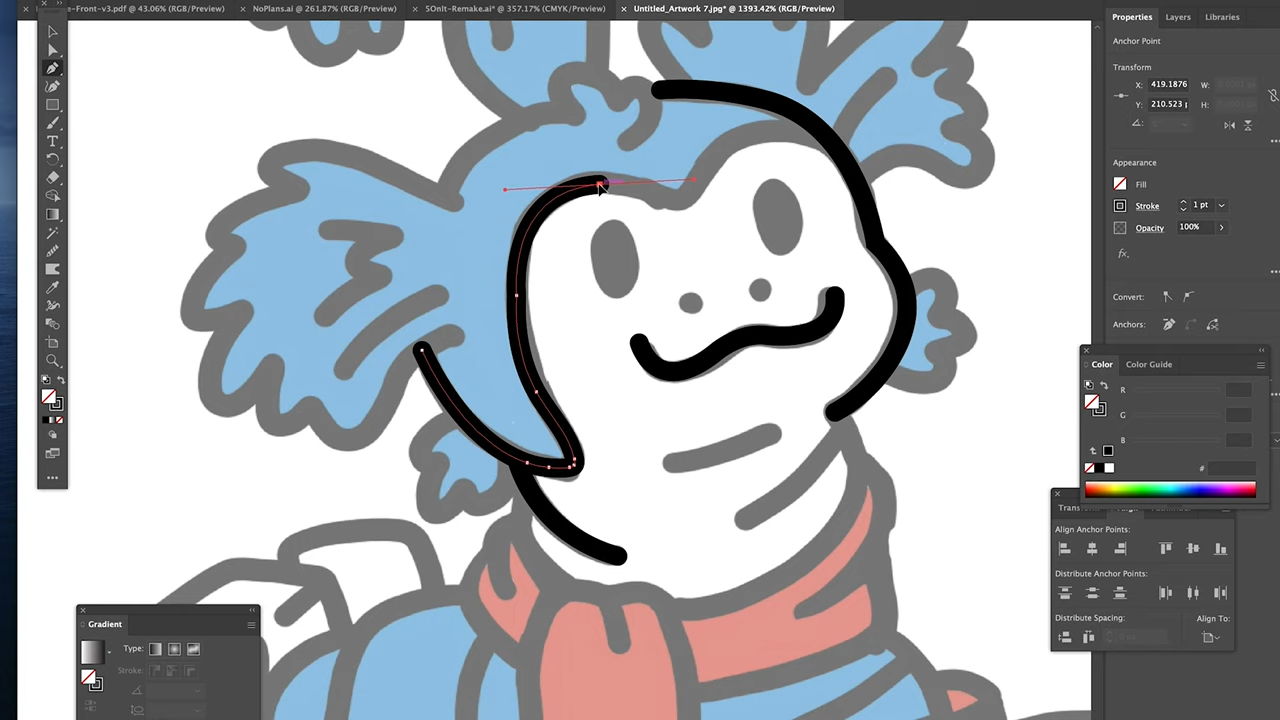 e-Front-v3.pdf @ 43.06% (RGB/Preview)
NoPlans.ai @ 261.87% (RGB/Preview)
5OnIt-Remake.ai* @ 357.17% (CMYK/Preview)
Untitled_Artwork 7.jpg* @ 1393.42% (RGB/Preview)
Properties Layers Libraries
Anchor Point
Transform
X: 419.1876 W:
Y: 210.523 H:
Appearance
Fill
Stroke 1 pt
Opacity 100%
fx.
Convert:
Anchors:
Color Color Guide
R
G
B
#
Align Anchor Points:
Distribute Anchor Points:
Distribute Spacing: Align To:
Gradient
Type:
Stroke: